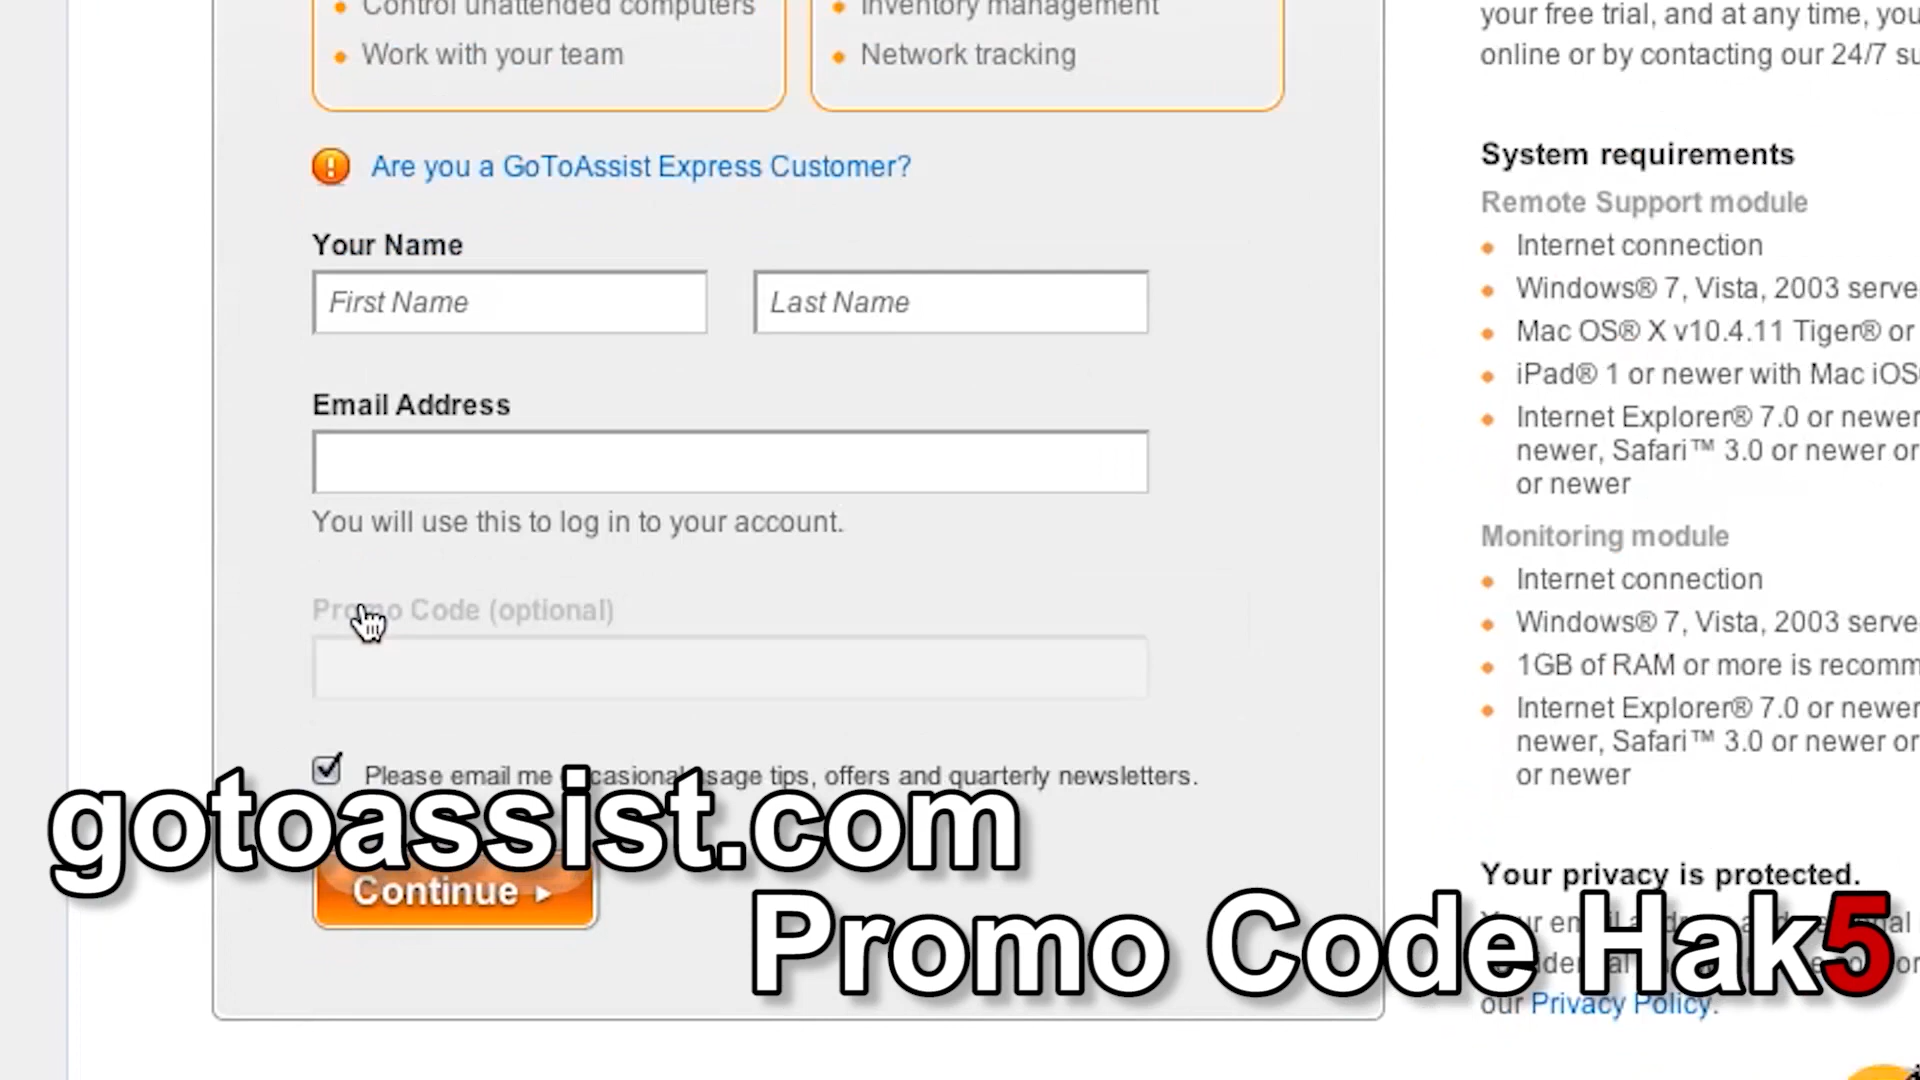 Control unattended computers
Work with your team
Inventory management
Network tracking
Are you a GoToAssist Express Customer?
Your Name
First Name
Last Name
Email Address
You will use this to log in to your account.
Promo Code (optional)
Please email me occasional usage tips, offers and quarterly newsletters.
Continue
gotoassist.com
Promo Code Hak5
your free trial, and at any time, you
online or by contacting our 24/7 su
System requirements
Remote Support module
Internet connection
Windows® 7, Vista, 2003 serve
Mac OS® X v10.4.11 Tiger® or
iPad® 1 or newer with Mac iOS
Internet Explorer® 7.0 or newer
newer, Safari™ 3.0 or newer or
or newer
Monitoring module
Internet connection
Windows® 7, Vista, 2003 serve
1GB of RAM or more is recomm
Internet Explorer® 7.0 or newer
newer, Safari™ 3.0 or newer or
or newer
Your privacy is protected.
our Privacy Policy.